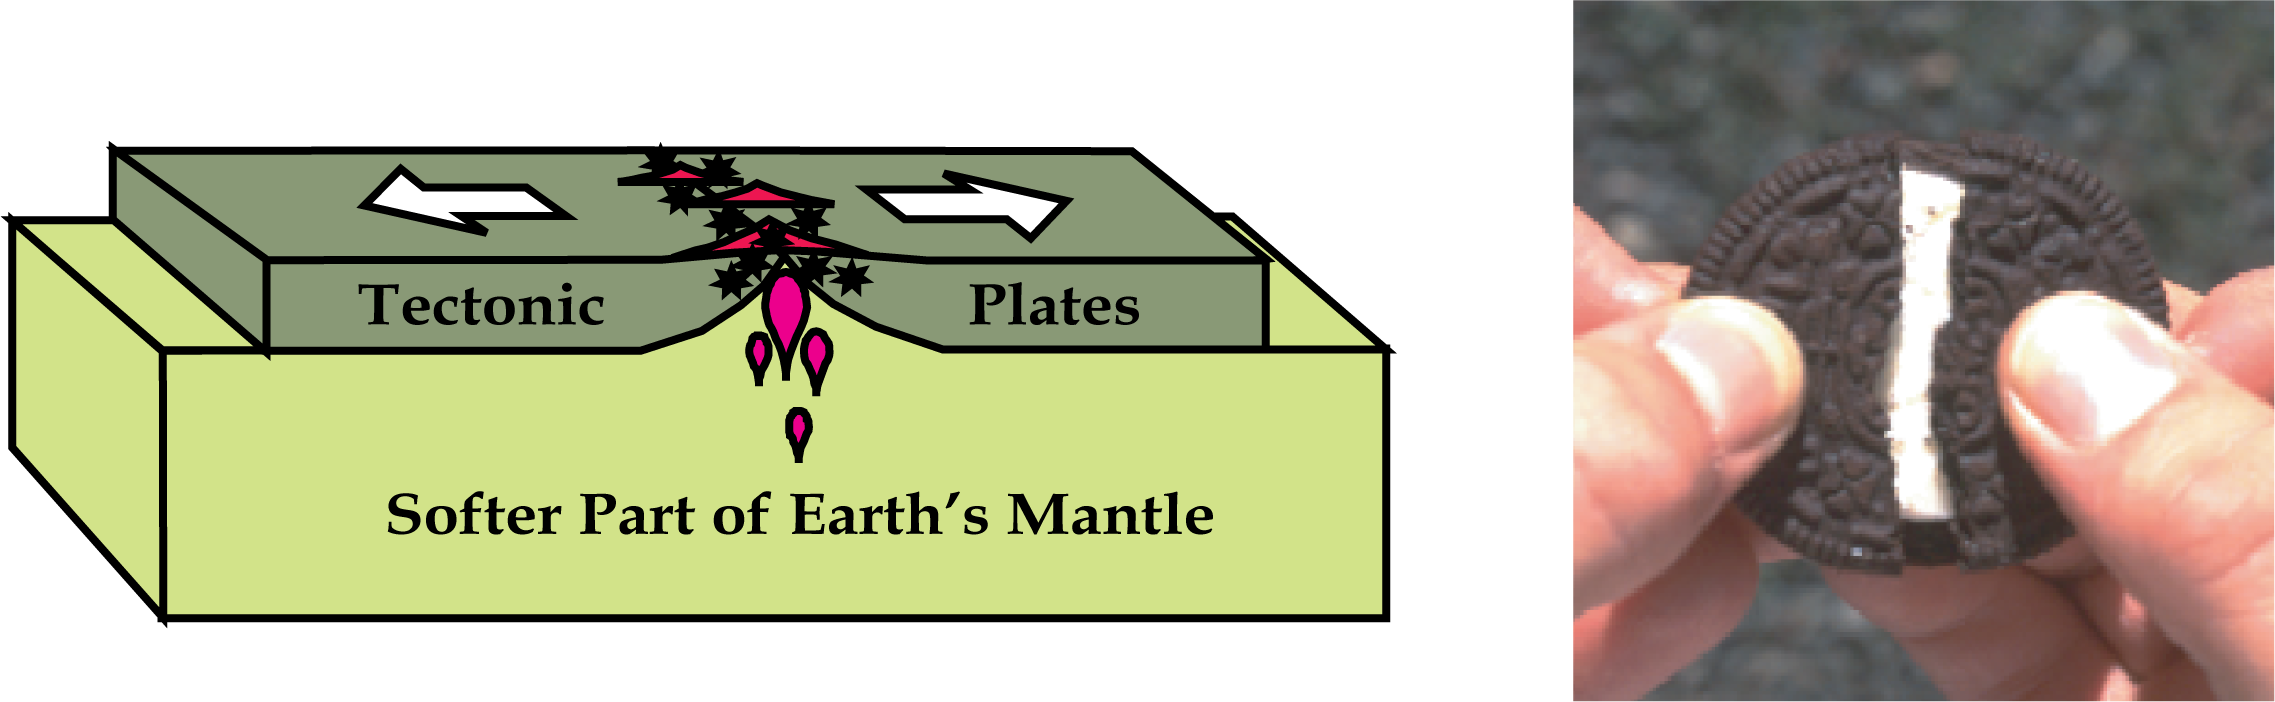 Tectonic Plates
Softer Part of Earth's Mantle